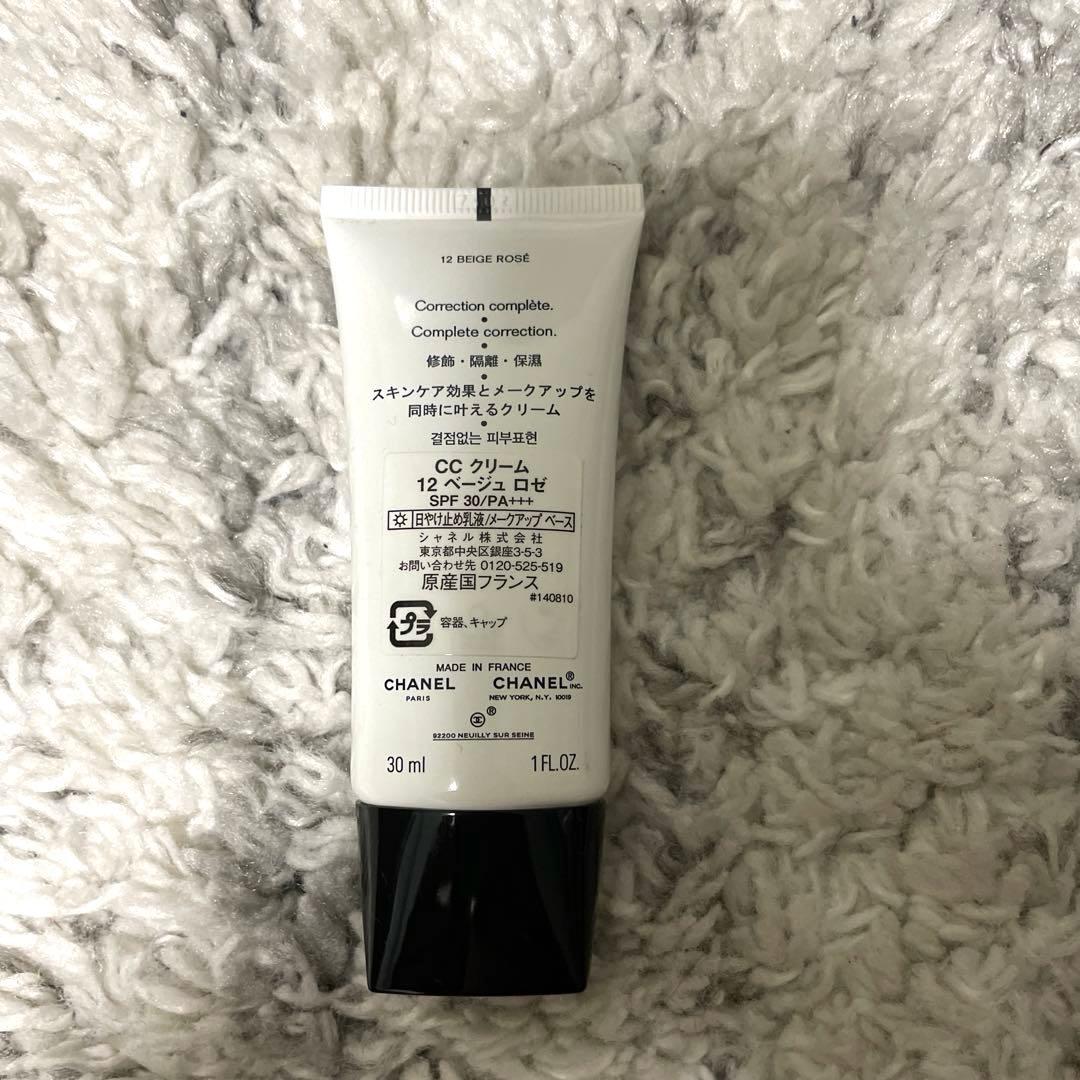 12 BEIGE ROSÉ
Correction complète.
Complete correction.
修飾・隔離・保濕
スキンケア効果とメークアップを
同時に叶えるクリーム
결점없는 피부표현
CC クリーム
12 ベージュ ロゼ
SPF 30/PA+++
日やけ止め乳液/メークアップ ベース
シャネル株式会社
東京都中央区銀座3-5-3
お問い合わせ先 0120-525-519
原産国フランス
#140810
プラ 容器、キャップ
MADE IN FRANCE
CHANEL CHANEL® INC.
PARIS NEW YORK, N.Y. 10019
®
92200 NEUILLY SUR SEINE
30 ml 1 FL.OZ.